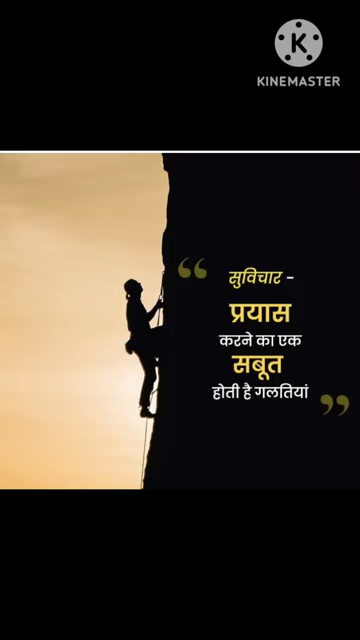 K
KINEMASTER
“
सुविचार -
प्रयास
करने का एक
सबूत
होती है गलतियां
”